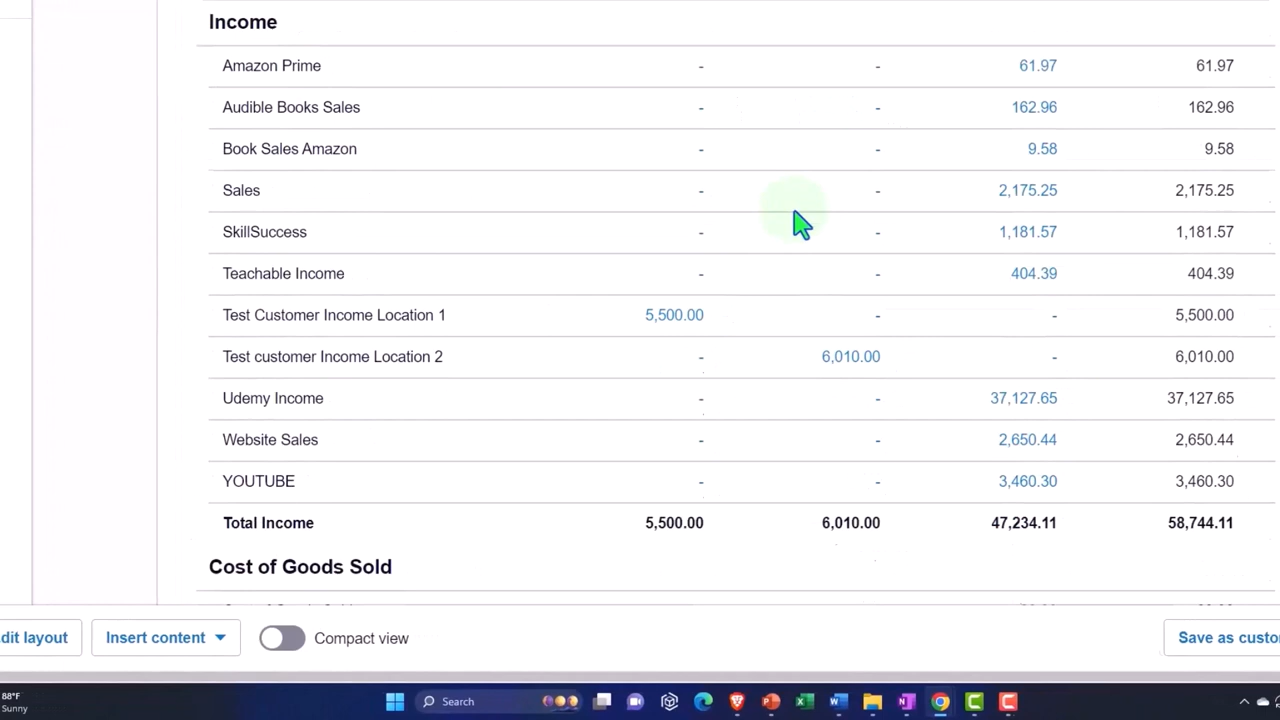 Income
Amazon Prime - - 61.97 61.97
Audible Books Sales - - 162.96 162.96
Book Sales Amazon - - 9.58 9.58
Sales - - 2,175.25 2,175.25
SkillSuccess - - 1,181.57 1,181.57
Teachable Income - - 404.39 404.39
Test Customer Income Location 1 5,500.00 - - 5,500.00
Test customer Income Location 2 - 6,010.00 - 6,010.00
Udemy Income - - 37,127.65 37,127.65
Website Sales - - 2,650.44 2,650.44
YOUTUBE - - 3,460.30 3,460.30
Total Income 5,500.00 6,010.00 47,234.11 58,744.11
Cost of Goods Sold
dit layout Insert content Compact view Save as custo
88°F
Sunny
Search